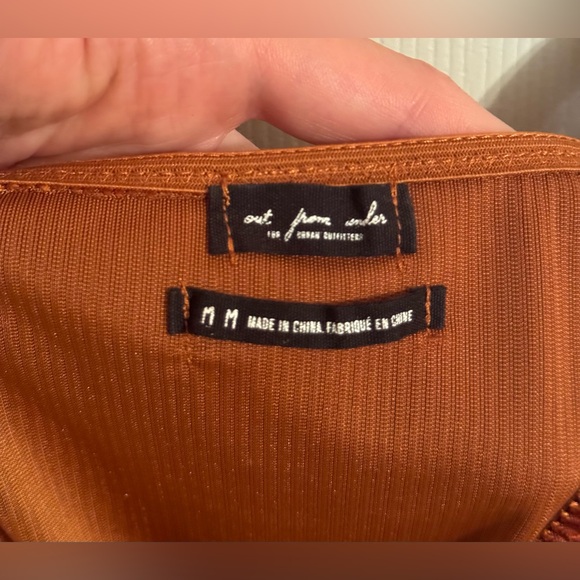 out from under
FOR URBAN OUTFITTERS
M M MADE IN CHINA. FABRIQUÉ EN CHINE